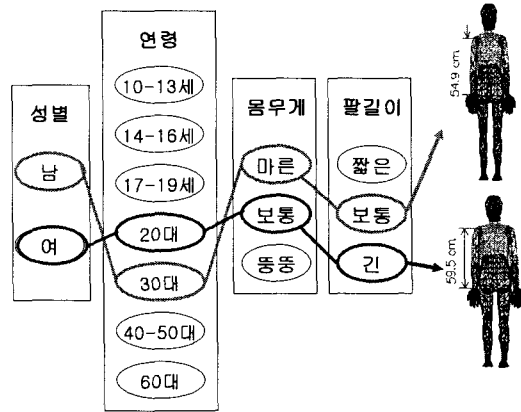 성별
남
여
연령
10-13세
14-16세
17-19세
20대
30대
40-50대
60대
몸무게
마른
보통
뚱뚱
팔길이
짧은
보통
긴
54.9 cm
59.5 cm